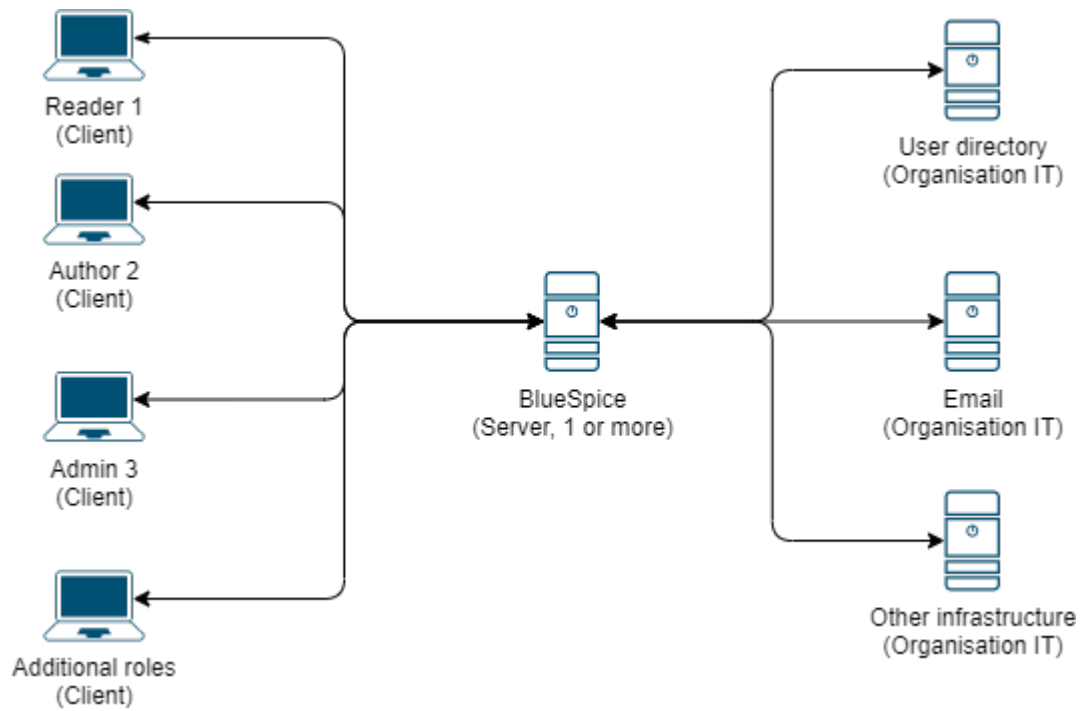 Reader 1
(Client)
Author 2
(Client)
Admin 3
(Client)
Additional roles
(Client)
BlueSpice
(Server, 1 or more)
User directory
(Organisation IT)
Email
(Organisation IT)
Other infrastructure
(Organisation IT)